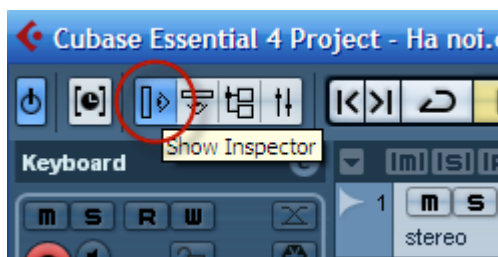 Cubase Essential 4 Project - Ha noi.
Show Inspector
Keyboard
m S R W
1 m S
stereo